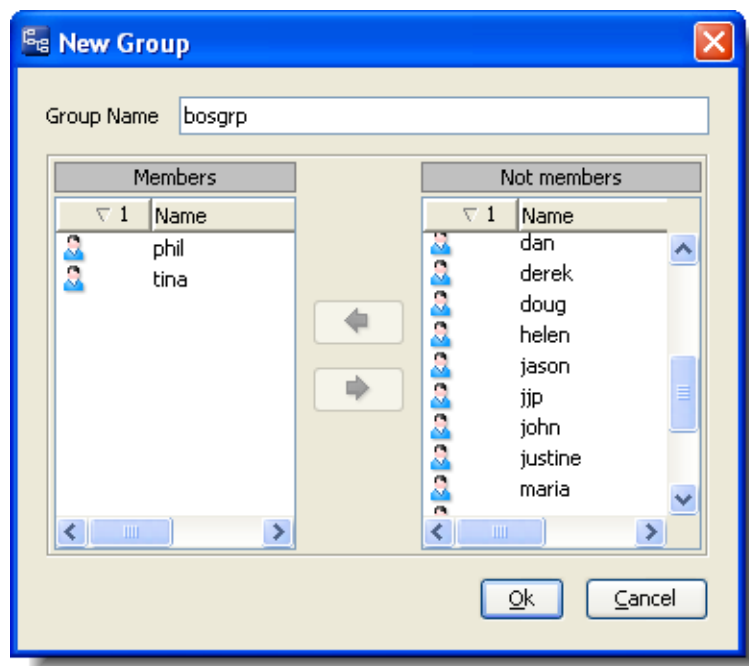 New Group
Group Name bosgrp
Members Not members
1 Name 1 Name
phil dan
tina derek
doug
helen
jason
jjp
john
justine
maria
Ok Cancel